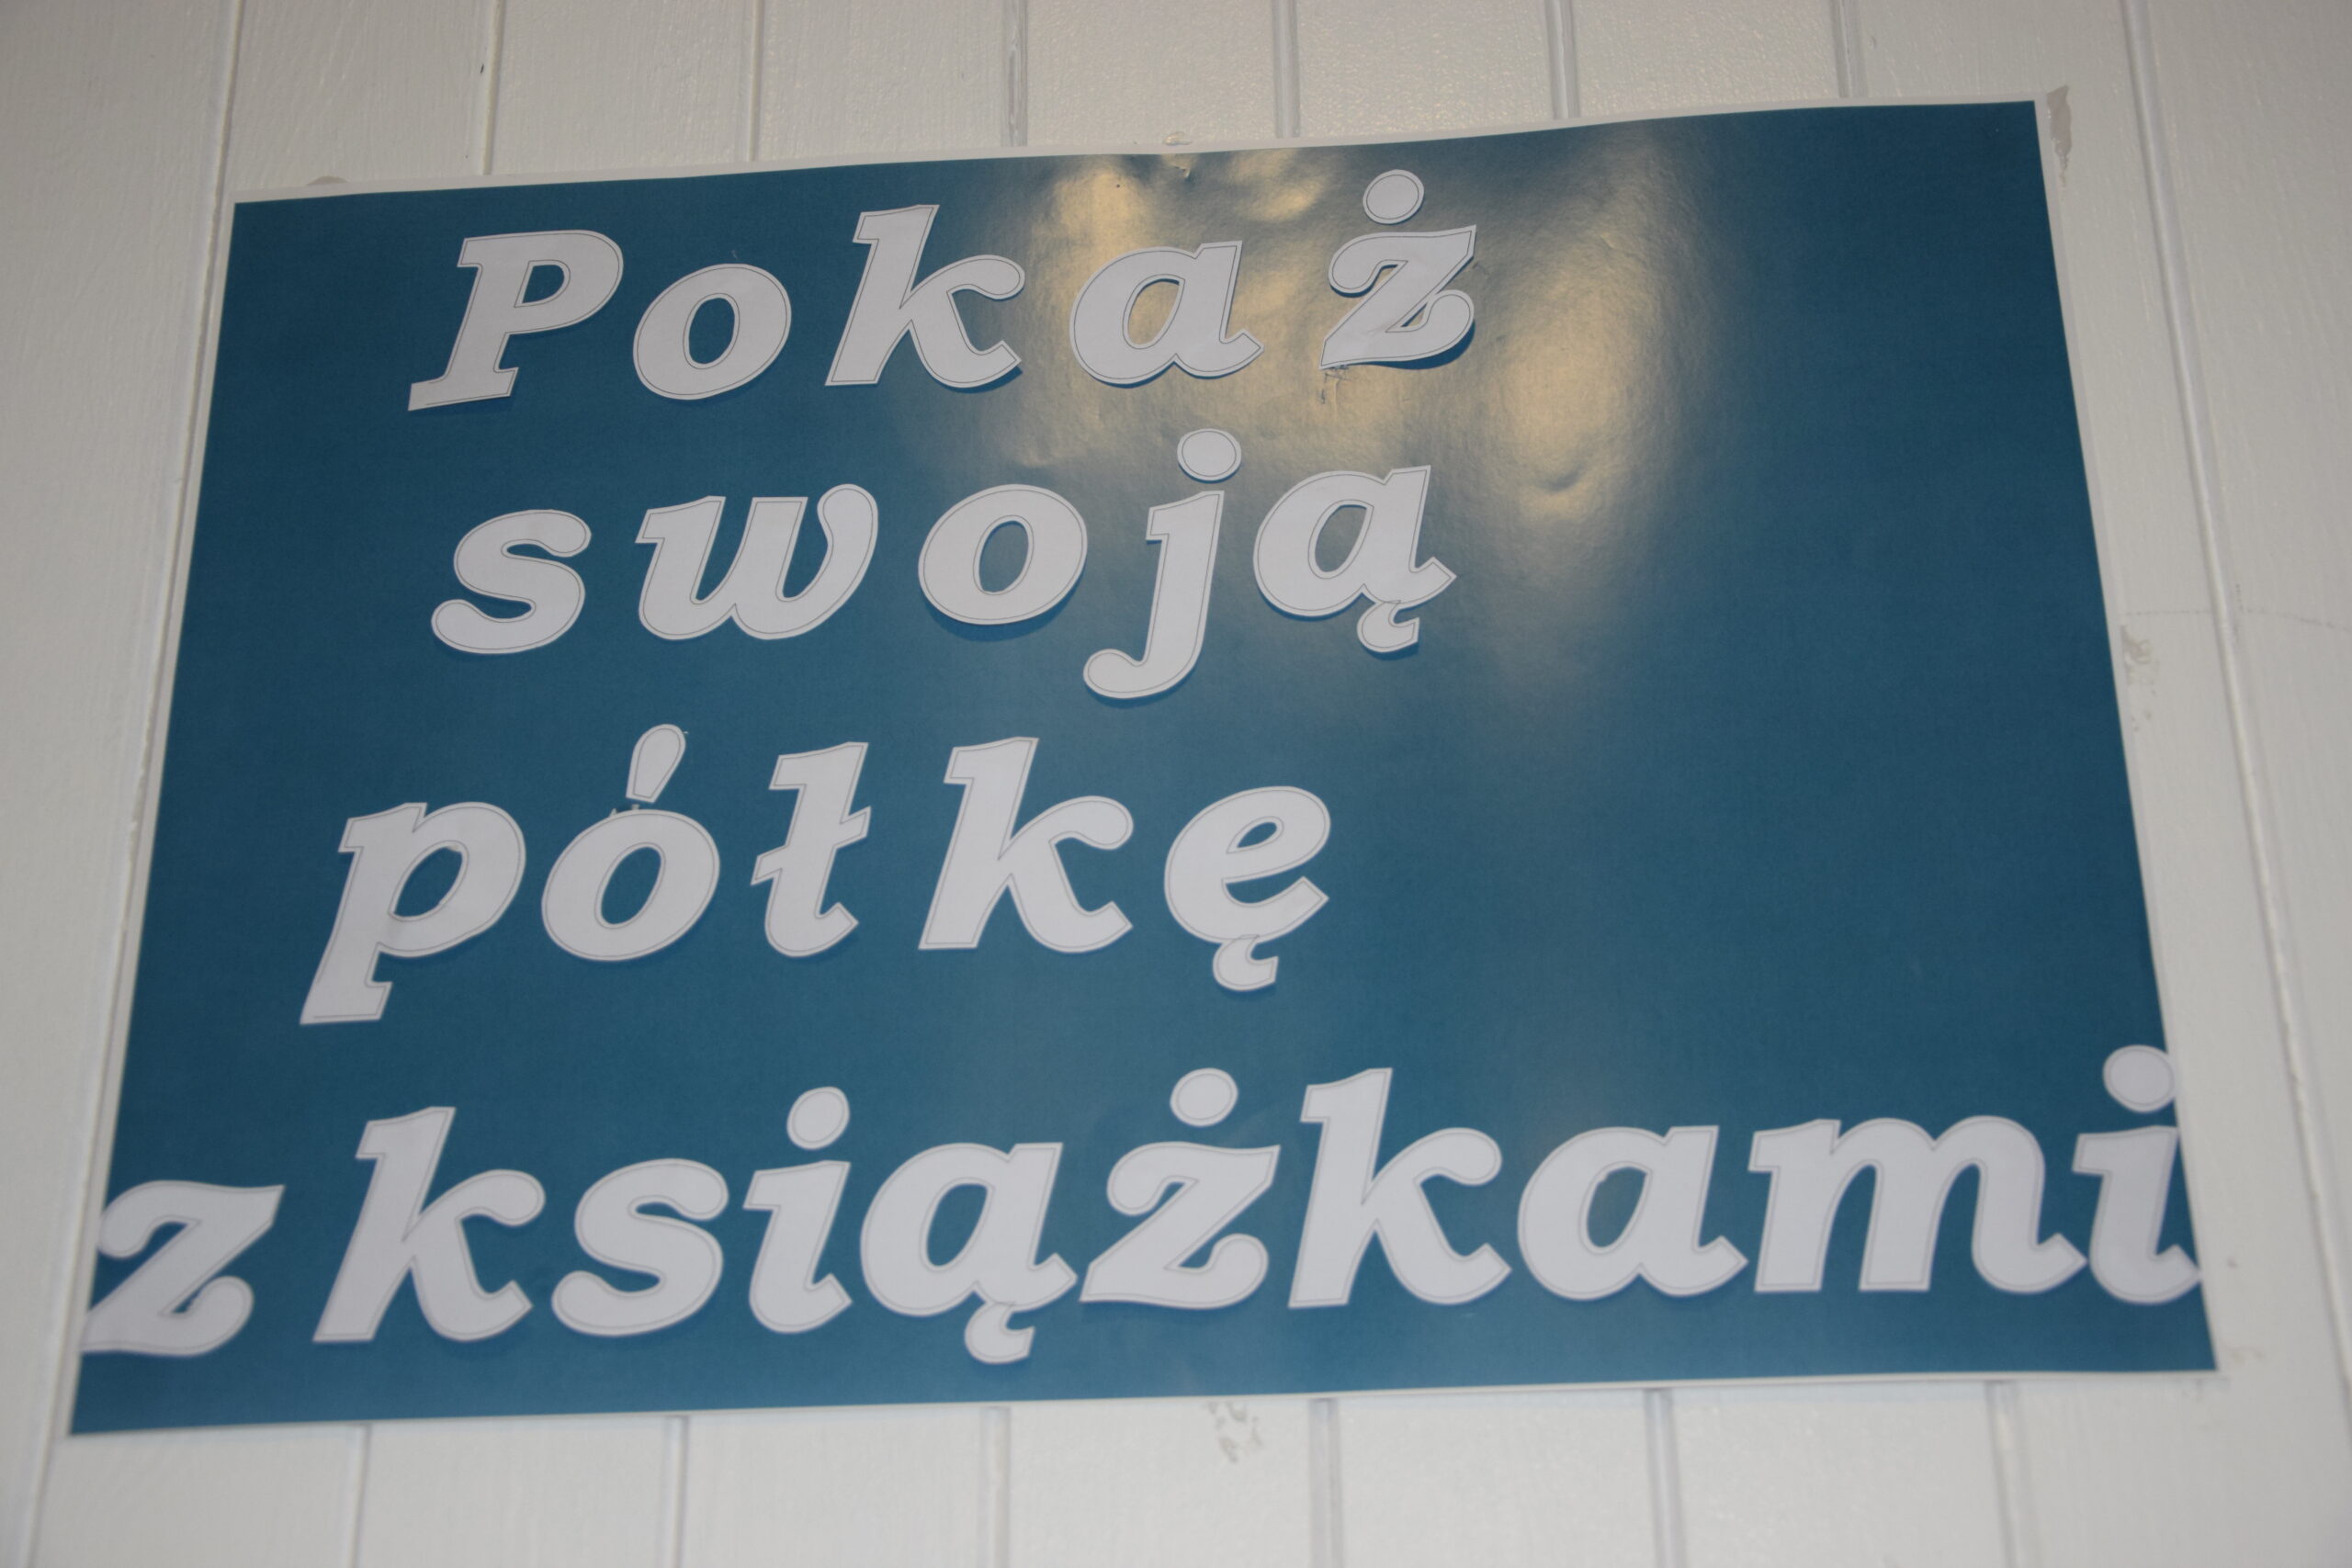 Pokaż
swoją
półkę
z książkami